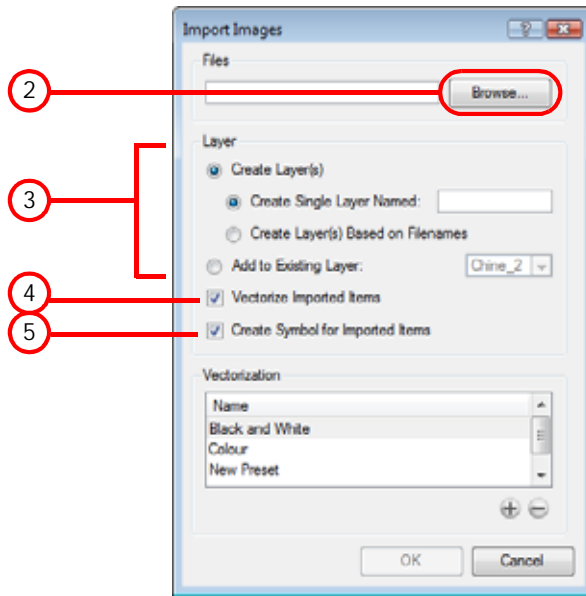 Import Images
Files
2
Browse...
Layer
3
Create Layer(s)
Create Single Layer Named:
Create Layer(s) Based on Filenames
Add to Existing Layer:
Chine_2
4
Vectorize Imported Items
5
Create Symbol for Imported Items
Vectorization
Name
Black and White
Colour
New Preset
OK
Cancel